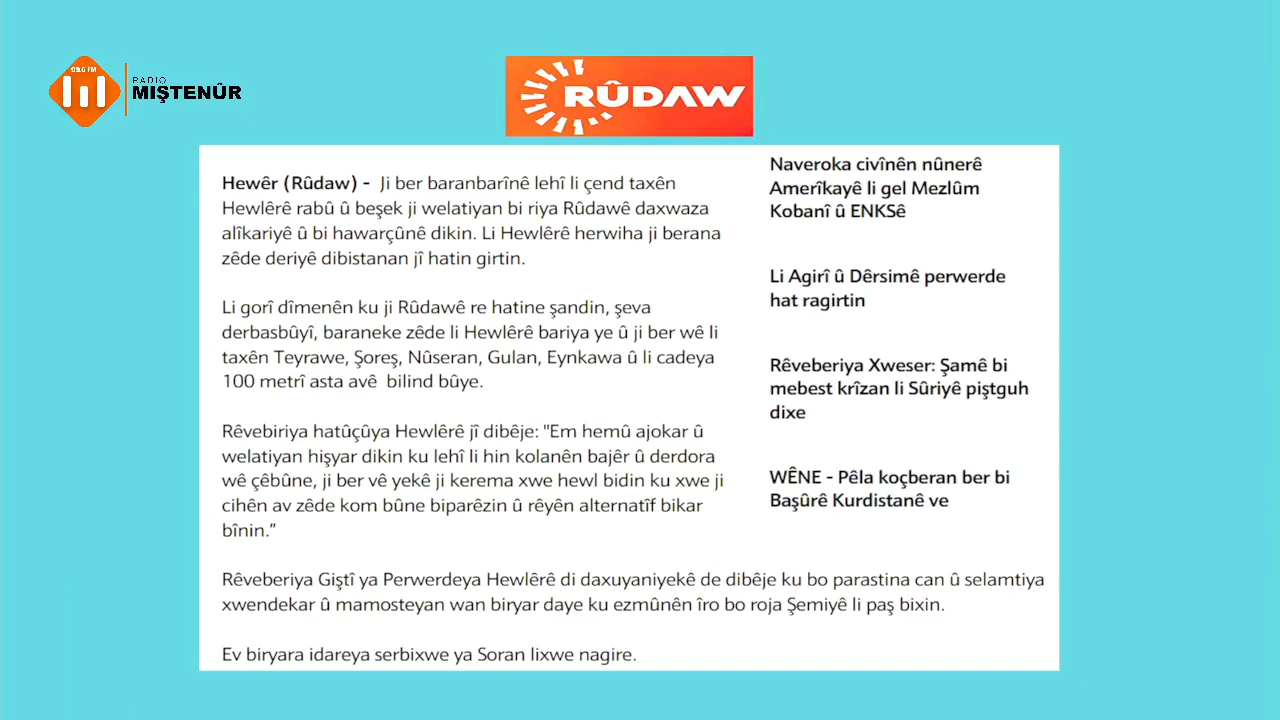 99.6 FM
RADIO
MIŞTENÛR
RÛDAW
Hewêr (Rûdaw) - Ji ber baranbarînê lehî li çend taxên
Hewlêrê rabû û beşek ji welatiyan bi riya Rûdawê daxwaza
alîkariyê û bi hawarçûnê dikin. Li Hewlêrê herwiha ji berana
zêde deriyê dibistanan jî hatin girtin.
Li gorî dîmenên ku ji Rûdawê re hatine şandin, şeva
derbasbûyî, baraneke zêde li Hewlêrê bariya ye û ji ber wê li
taxên Teyrawe, Şoreş, Nûseran, Gulan, Eynkawa û li cadeya
100 metrî asta avê bilind bûye.
Rêvebiriya hatûçûya Hewlêrê jî dibêje: "Em hemû ajokar û
welatiyan hişyar dikin ku lehî li hin kolanên bajêr û derdora
wê çêbûne, ji ber vê yekê ji kerema xwe hewl bidin ku xwe ji
cihên av zêde kom bûne biparêzin û rêyên alternatîf bikar
bînin.”
Rêveberiya Giştî ya Perwerdeya Hewlêrê di daxuyaniyekê de dibêje ku bo parastina can û selamtiya
xwendekar û mamosteyan wan biryar daye ku ezmûnên îro bo roja Şemiyê li paş bixin.
Ev biryara idareya serbixwe ya Soran lixwe nagire.
Naveroka civînên nûnerê
Amerîkayê li gel Mezlûm
Kobanî û ENKSê
Li Agirî û Dêrsimê perwerde
hat ragirtin
Rêveberiya Xweser: Şamê bi
mebest krîzan li Sûriyê piştguh
dixe
WÊNE - Pêla koçberan ber bi
Başûrê Kurdistanê ve